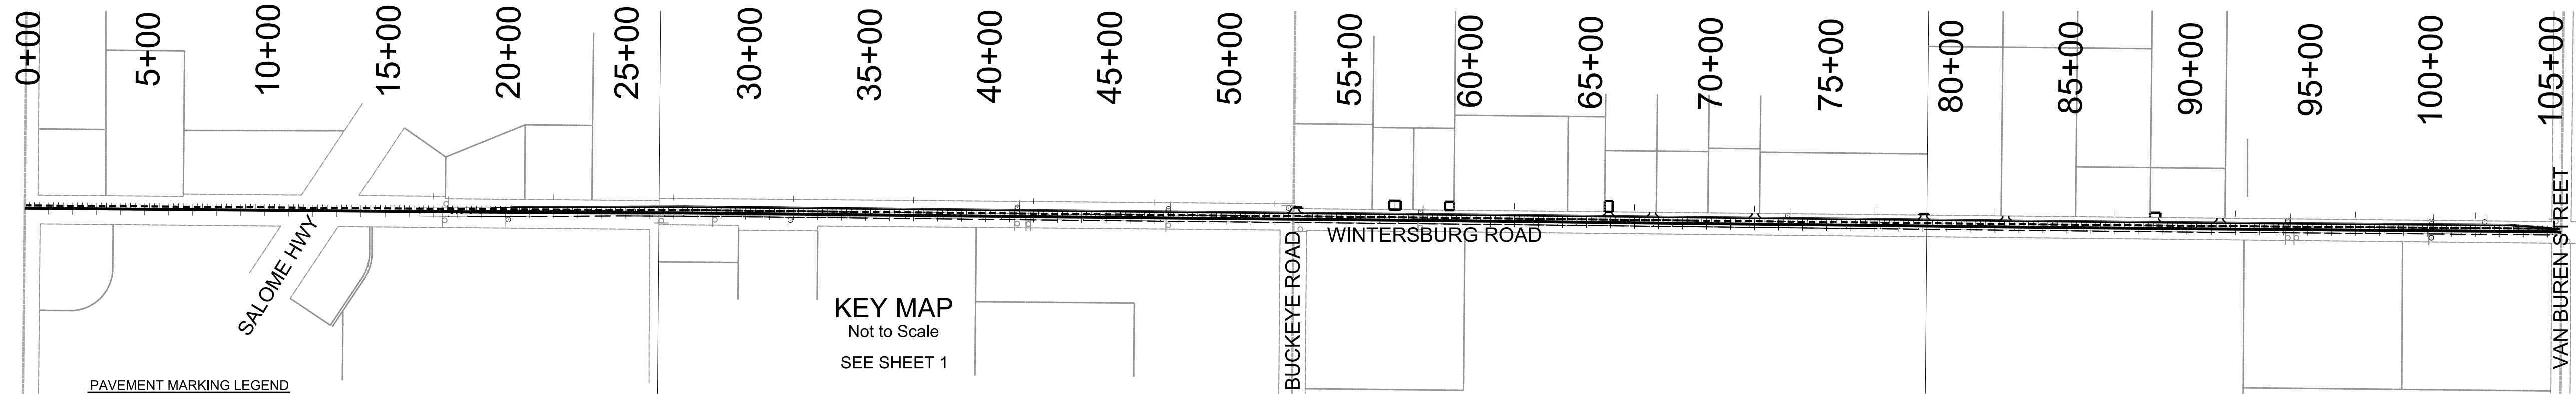 0+00
5+00
10+00
15+00
20+00
25+00
30+00
35+00
40+00
45+00
50+00
55+00
60+00
65+00
70+00
75+00
80+00
85+00
90+00
95+00
100+00
105+00
SALOME HWY
BUCKEYE ROAD
WINTERSBURG ROAD
VAN BUREN STREET
KEY MAP
Not to Scale
SEE SHEET 1
PAVEMENT MARKING LEGEND